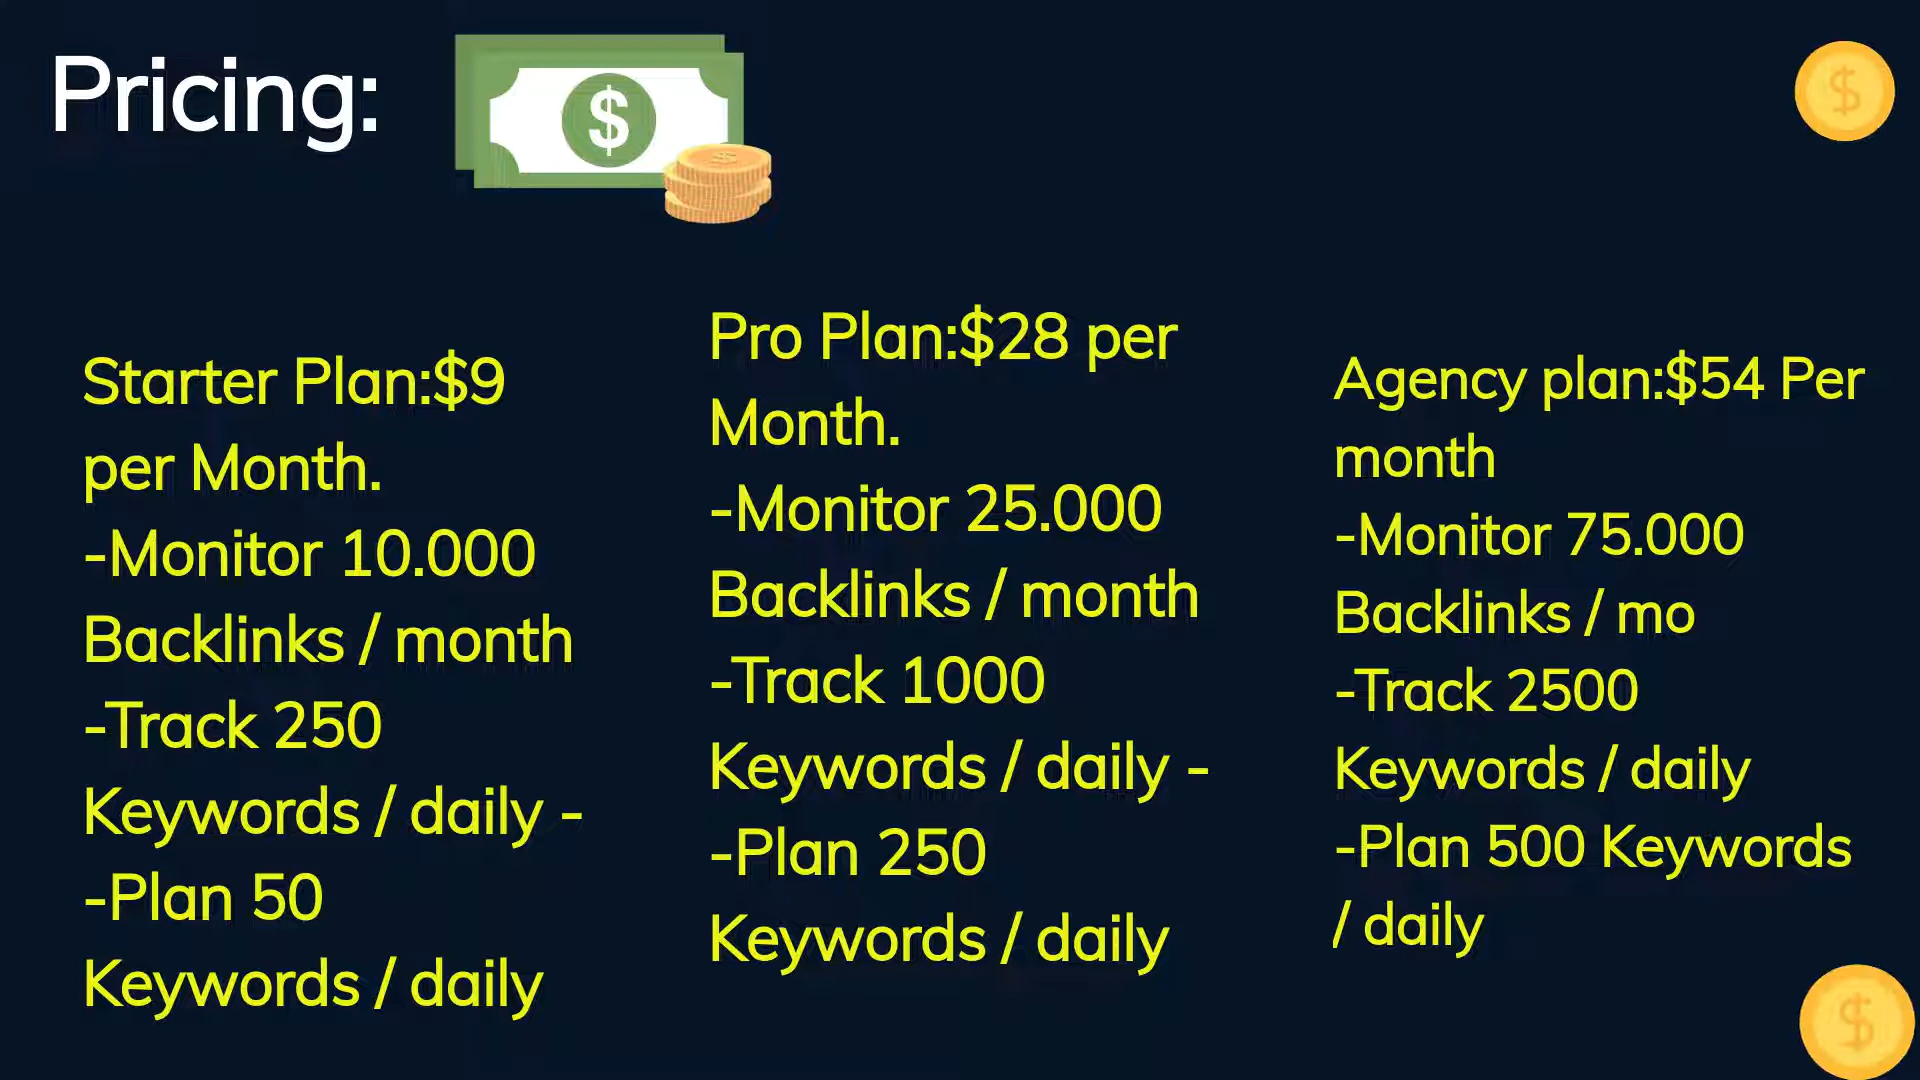 Pricing:
Starter Plan:$9
per Month.
-Monitor 10.000
Backlinks / month
-Track 250
Keywords / daily -
-Plan 50
Keywords / daily
Pro Plan:$28 per
Month.
-Monitor 25.000
Backlinks / month
-Track 1000
Keywords / daily -
-Plan 250
Keywords / daily
Agency plan:$54 Per
month
-Monitor 75.000
Backlinks / mo
-Track 2500
Keywords / daily
-Plan 500 Keywords
/ daily